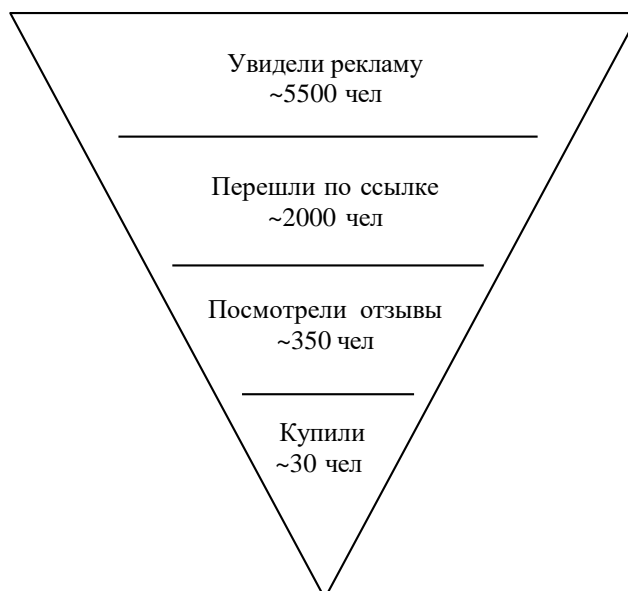 Увидели рекламу
~5500 чел
Перешли по ссылке
~2000 чел
Посмотрели отзывы
~350 чел
Купили
~30 чел